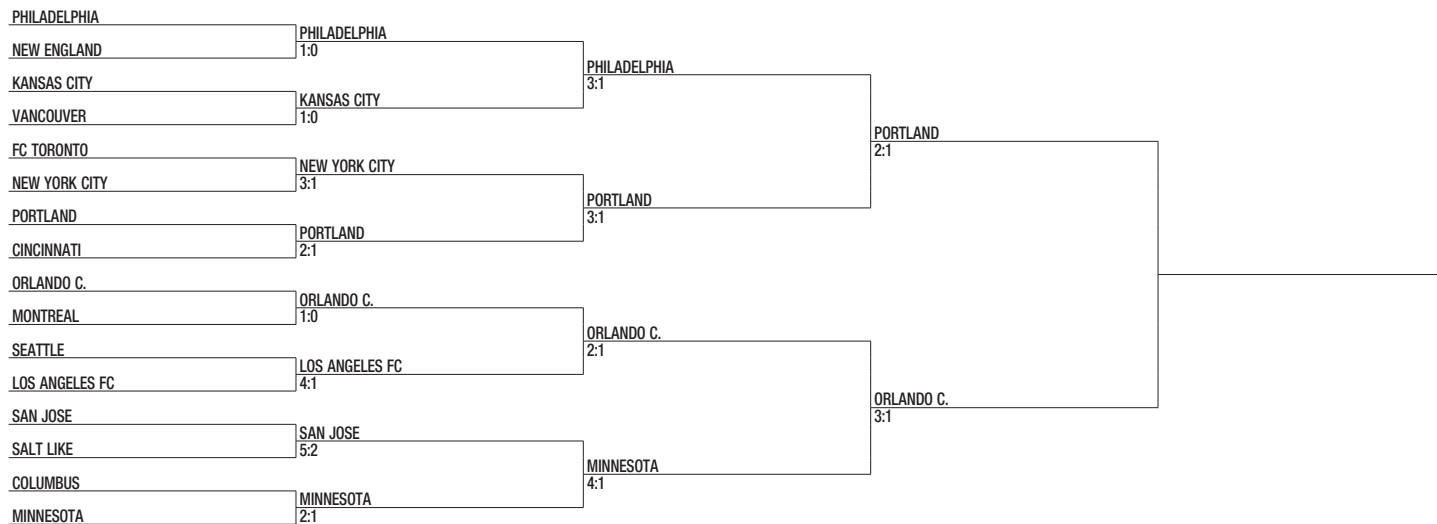 PHILADELPHIA
NEW ENGLAND
KANSAS CITY
VANCOUVER
FC TORONTO
NEW YORK CITY
PORTLAND
CINCINNATI
ORLANDO C.
MONTREAL
SEATTLE
LOS ANGELES FC
SAN JOSE
SALT LIKE
COLUMBUS
MINNESOTA
PHILADELPHIA
1:0
KANSAS CITY
1:0
NEW YORK CITY
3:1
PORTLAND
2:1
ORLANDO C.
1:0
LOS ANGELES FC
4:1
SAN JOSE
5:2
MINNESOTA
2:1
PHILADELPHIA
3:1
PORTLAND
3:1
ORLANDO C.
2:1
MINNESOTA
4:1
PORTLAND
2:1
ORLANDO C.
3:1